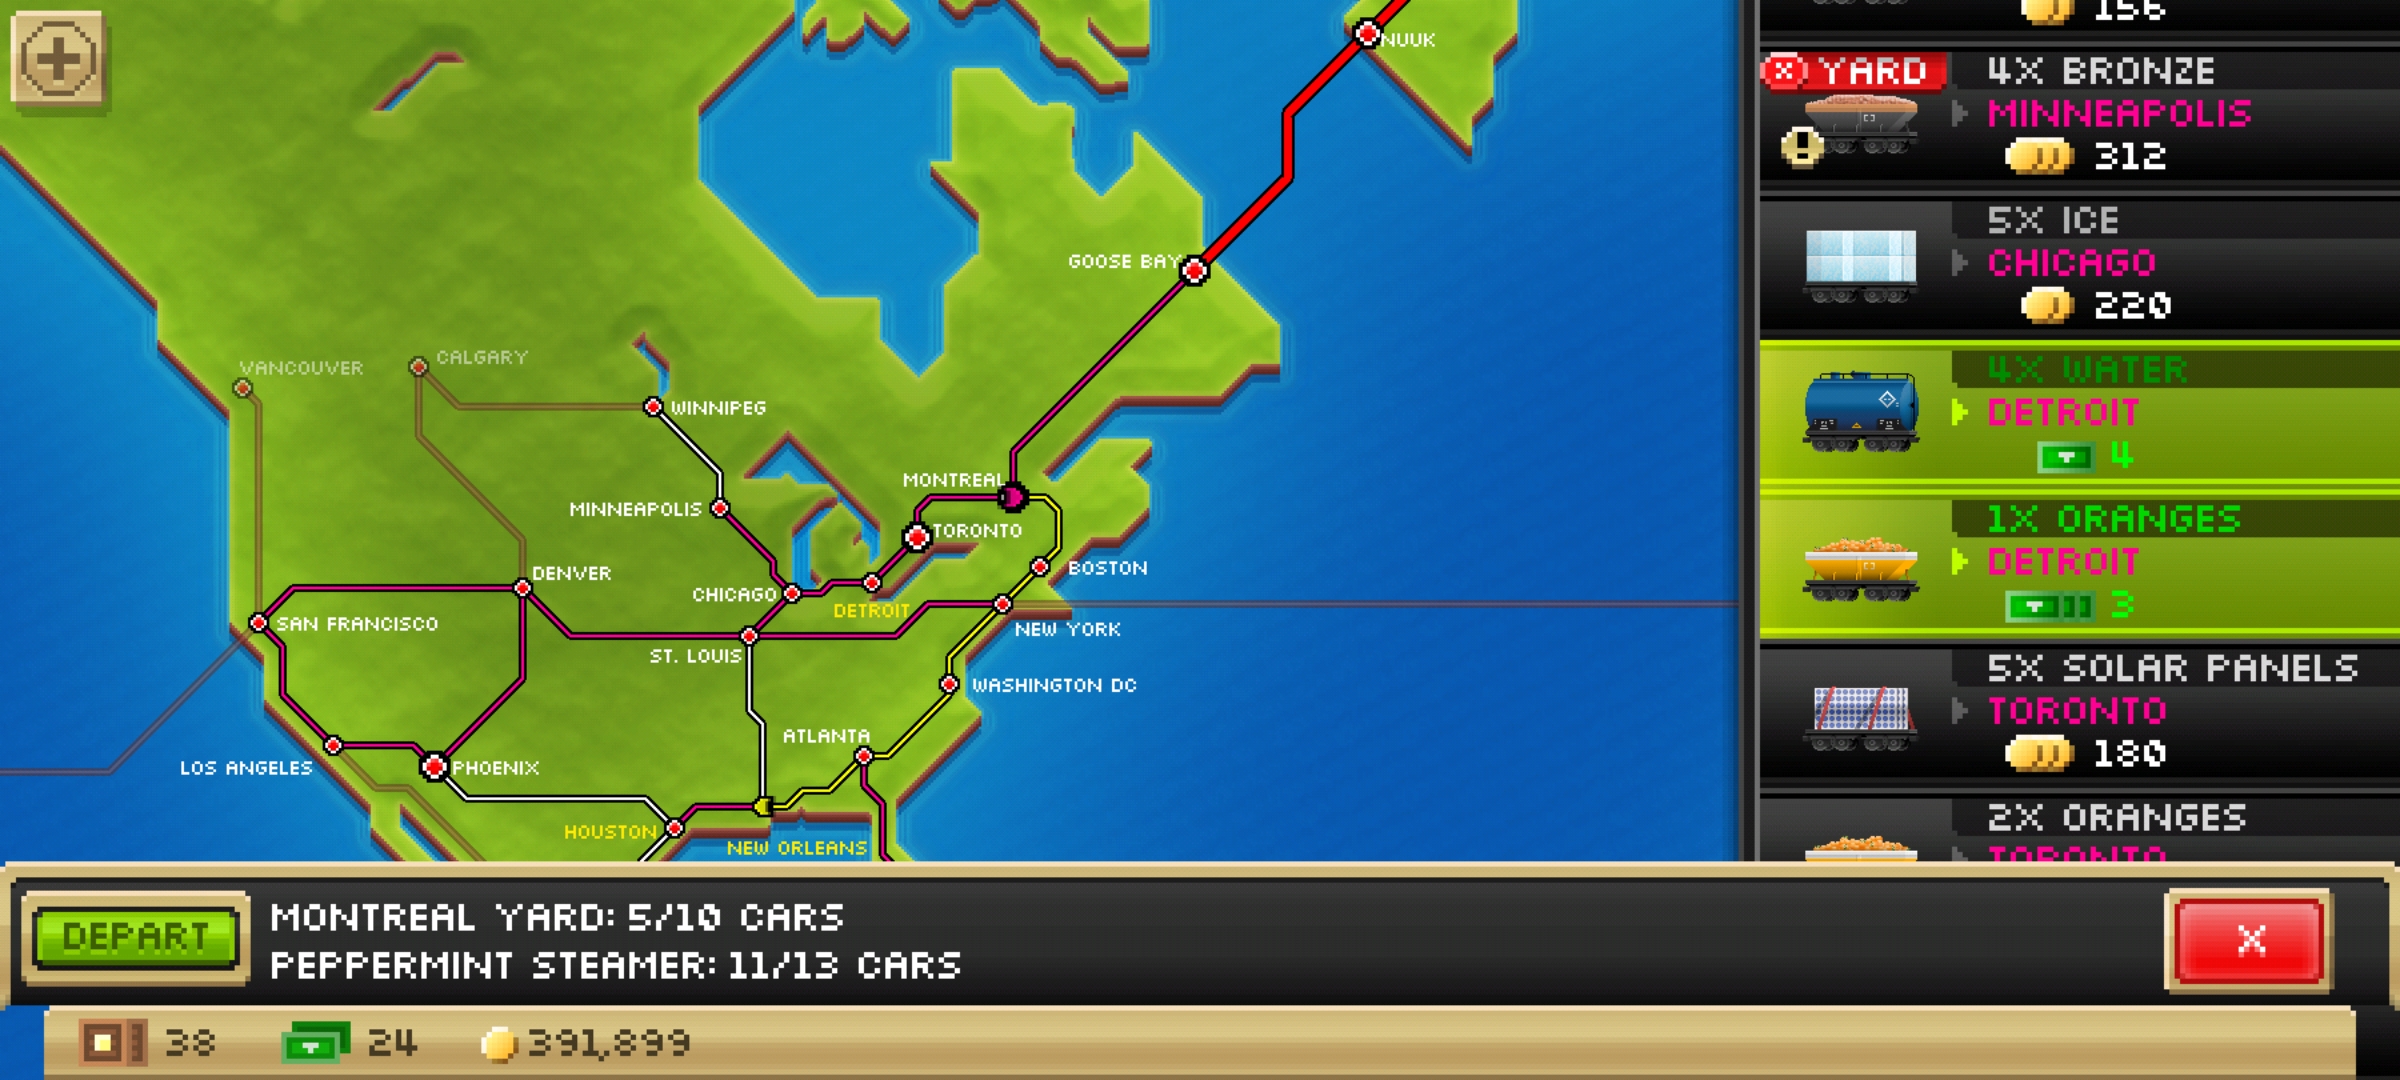 NUUK
GOOSE BAY
VANCOUVER
CALGARY
WINNIPEG
MONTREAL
MINNEAPOLIS
TORONTO
DENVER
BOSTON
CHICAGO
DETROIT
SAN FRANCISCO
NEW YORK
ST. LOUIS
WASHINGTON DC
ATLANTA
LOS ANGELES
PHOENIX
HOUSTON
NEW ORLEANS
156
YARD
4X BRONZE
MINNEAPOLIS
312
5X ICE
CHICAGO
220
4X WATER
DETROIT
4
1X ORANGES
DETROIT
3
5X SOLAR PANELS
TORONTO
180
2X ORANGES
TORONTO
DEPART
MONTREAL YARD: 5/10 CARS
PEPPERMINT STEAMER: 11/13 CARS
X
38
24
391,899